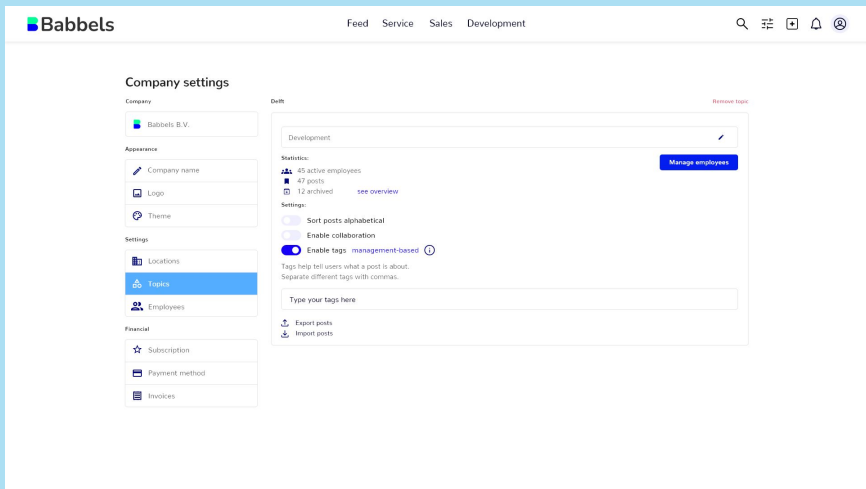 Babbels
Feed Service Sales Development
Company settings
Company
Babbels B.V.
Appearance
Company name
Logo
Theme
Settings
Locations
Topics
Employees
Financial
Subscription
Payment method
Invoices
Delft Remove topic
Development
Statistics:
Manage employees
45 active employees
47 posts
12 archived see overview
Settings:
Sort posts alphabetical
Enable collaboration
Enable tags management-based
Tags help tell users what a post is about.
Separate different tags with commas.
Type your tags here
Export posts
Import posts